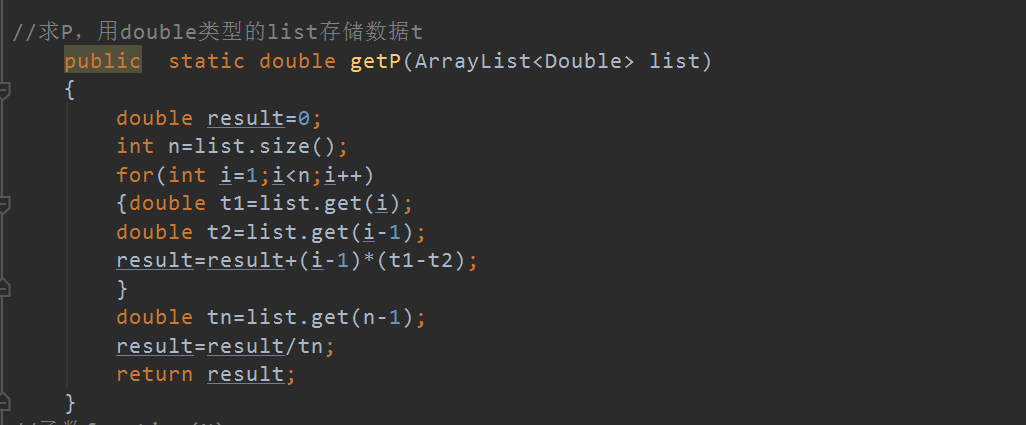 //求P，用double类型的list存储数据t
public  static double getP(ArrayList<Double> list)
{
double result=0;
int n=list.size();
for(int i=1;i<n;i++)
{double t1=list.get(i);
double t2=list.get(i-1);
result=result+(i-1)*(t1-t2);
}
double tn=list.get(n-1);
result=result/tn;
return result;
}